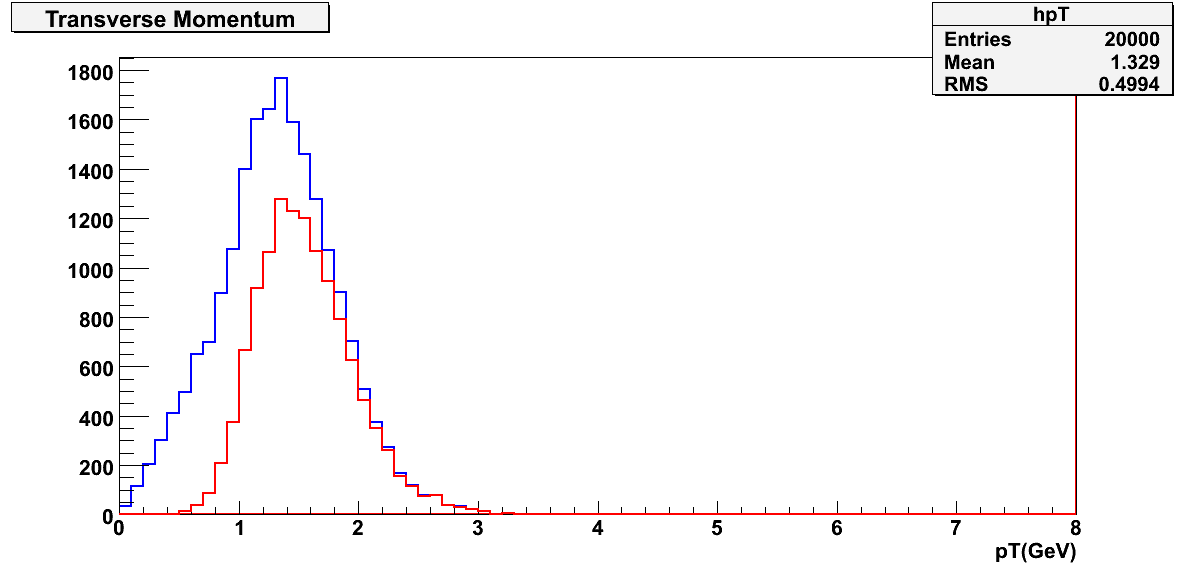 Transverse Momentum
hpT
Entries 20000
Mean 1.329
RMS 0.4994
1800
1600
1400
1200
1000
800
600
400
200
0
0 1 2 3 4 5 6 7 8
pT(GeV)